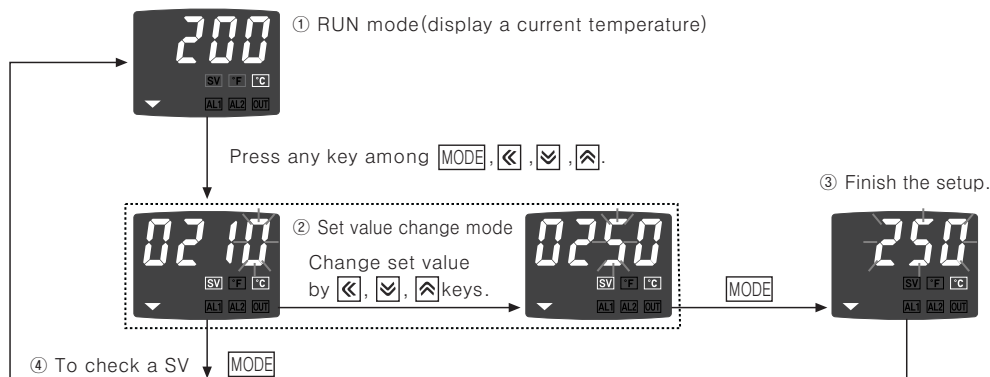 200
① RUN mode(display a current temperature)
SV °F °C
AL1 AL2 OUT
Press any key among MODE, «, ,.
③ Finish the setup.
0210
② Set value change mode
Change set value
by «, , keys.
SV °F °C
AL1 AL2 OUT
0250
SV °F °C
AL1 AL2 OUT
MODE
250
SV °F °C
AL1 AL2 OUT
④ To check a SV
MODE